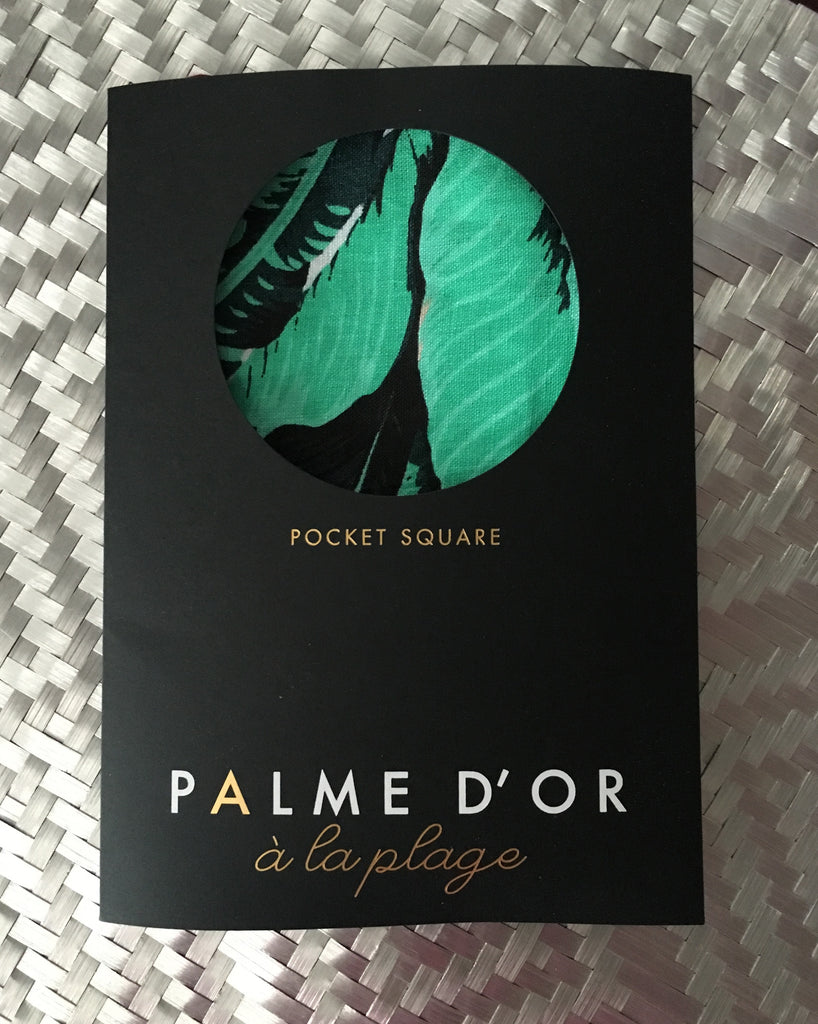 POCKET SQUARE
PALME D'OR
à la plage